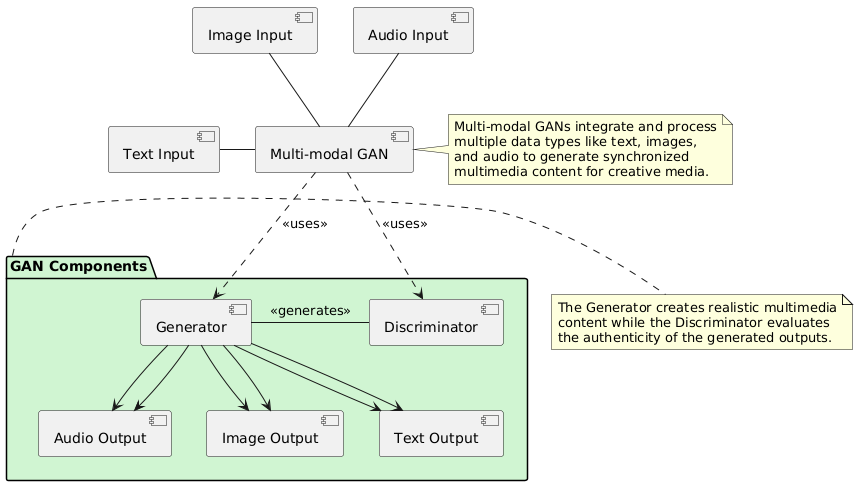 Image Input
Audio Input
Text Input
Multi-modal GAN
Multi-modal GANs integrate and process
multiple data types like text, images,
and audio to generate synchronized
multimedia content for creative media.
«uses»
«uses»
GAN Components
Generator
«generates»
Discriminator
The Generator creates realistic multimedia
content while the Discriminator evaluates
the authenticity of the generated outputs.
Audio Output
Image Output
Text Output